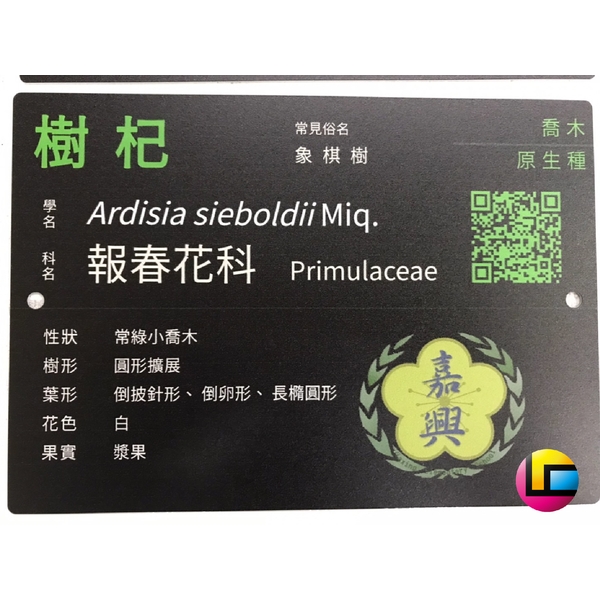 樹杞
常見俗名
象棋樹
喬木
原生種
學名 Ardisia sieboldii Miq.
科名 報春花科 Primulaceae
性狀 常綠小喬木
樹形 圓形擴展
葉形 倒披針形、倒卵形、長橢圓形
花色 白
果實 漿果
嘉興